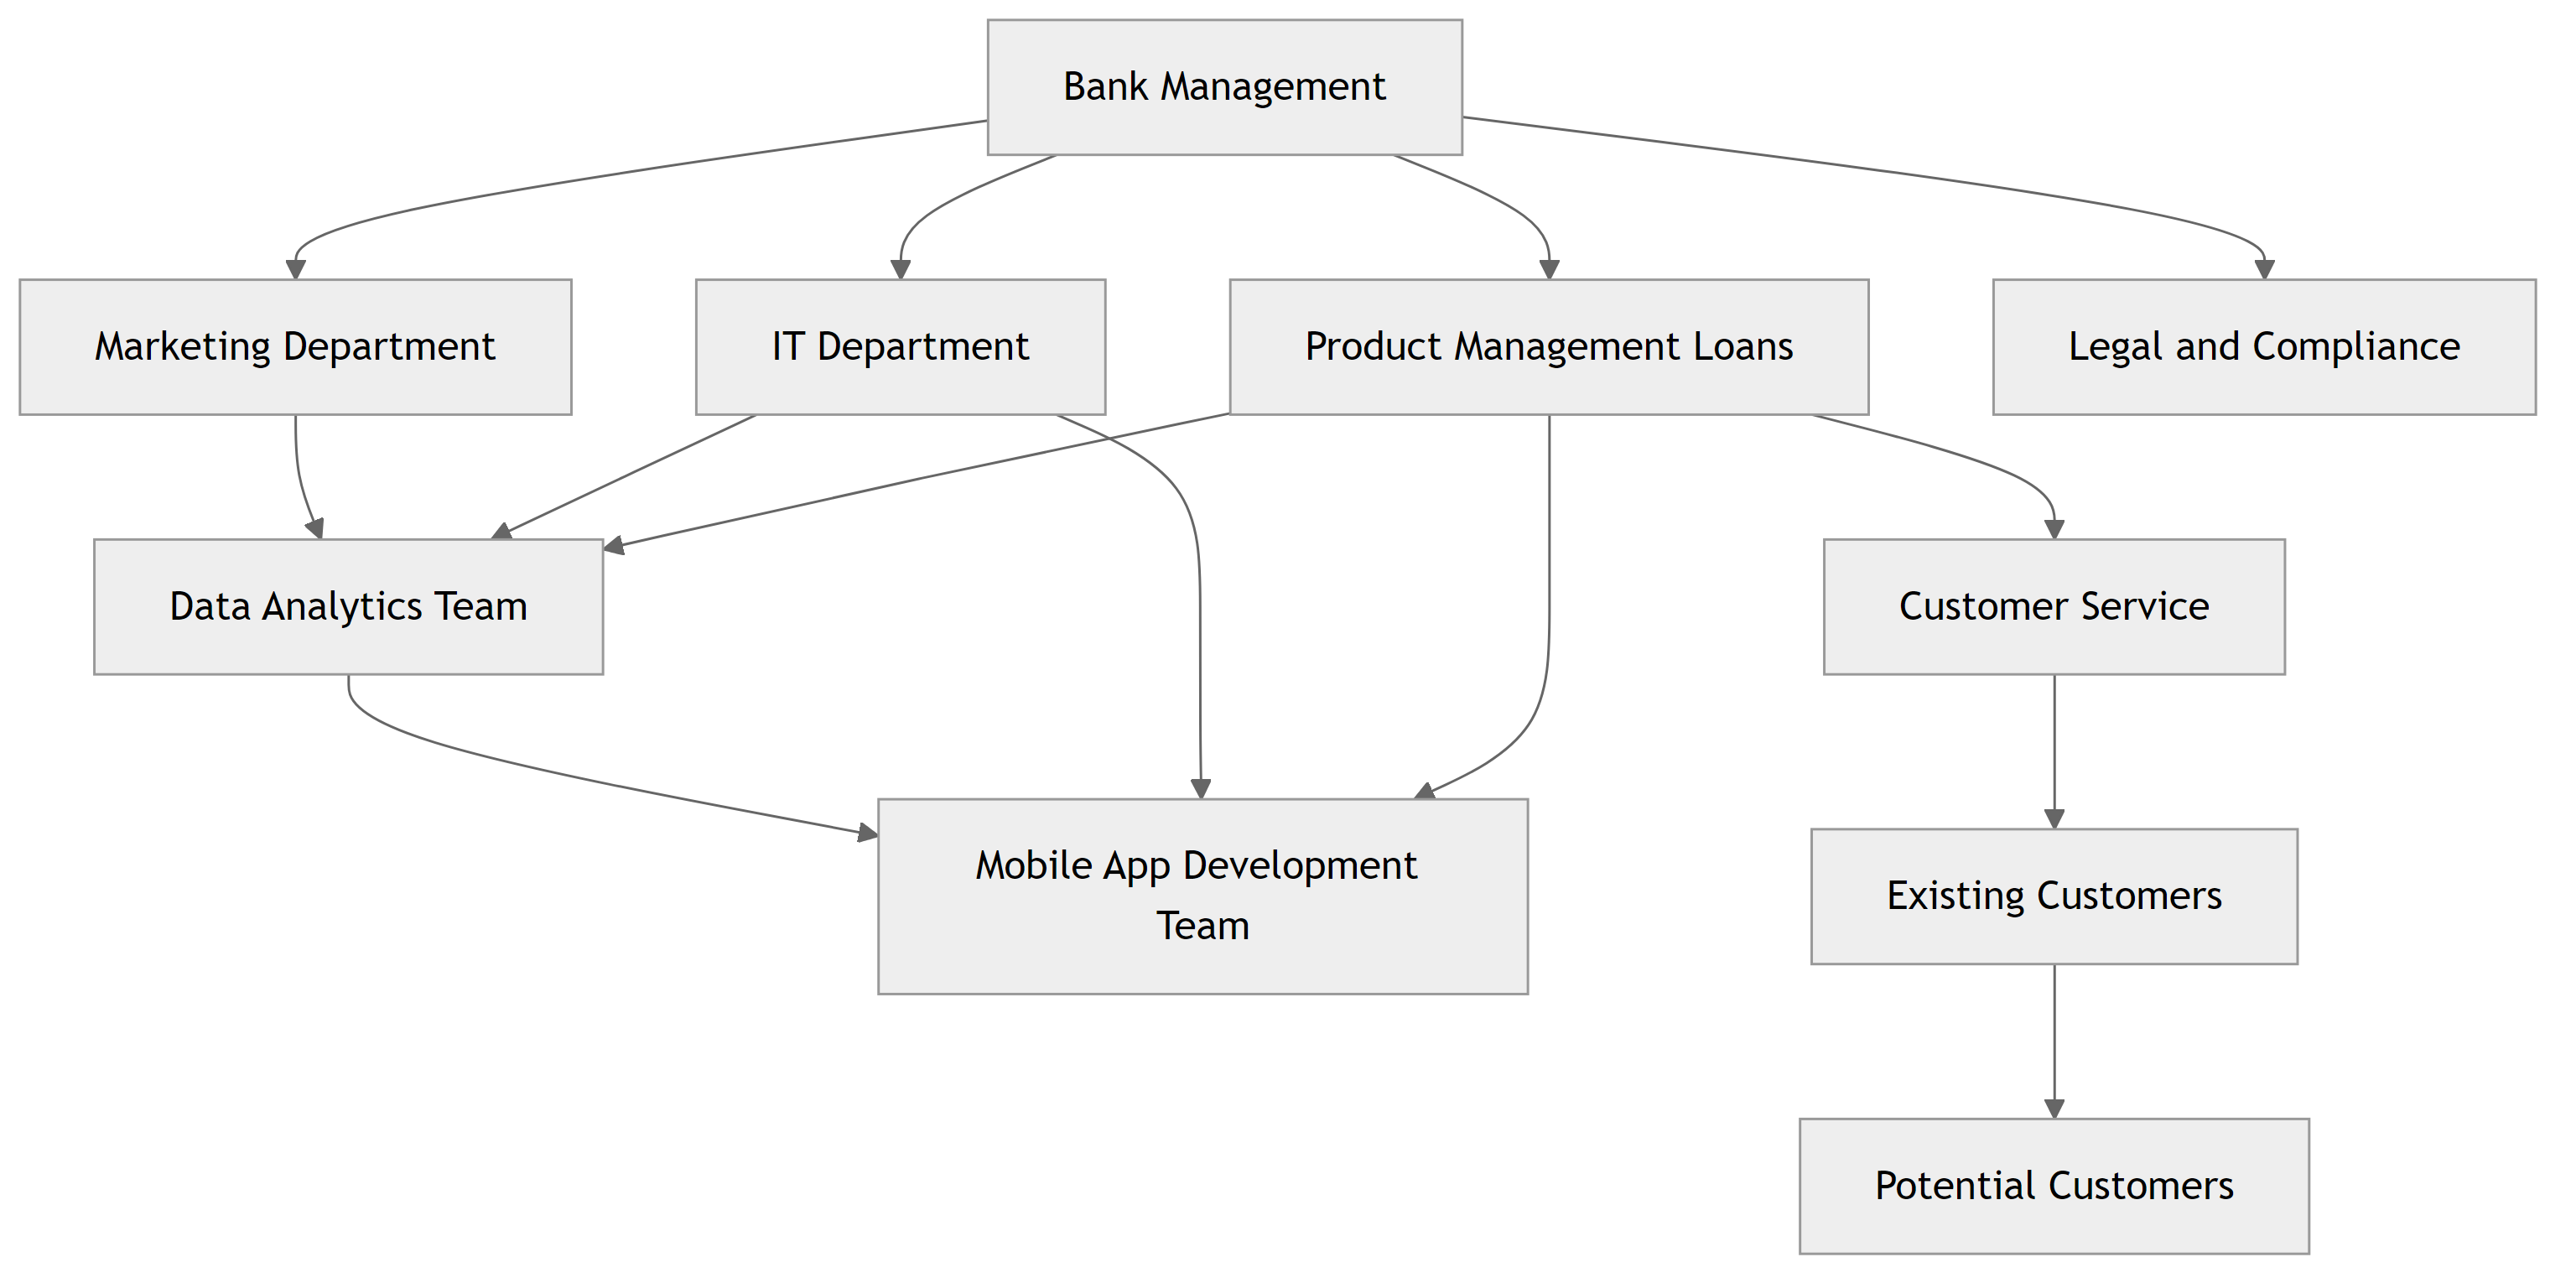 Bank Management
Marketing Department
IT Department
Product Management Loans
Legal and Compliance
Data Analytics Team
Customer Service
Mobile App Development
Team
Existing Customers
Potential Customers